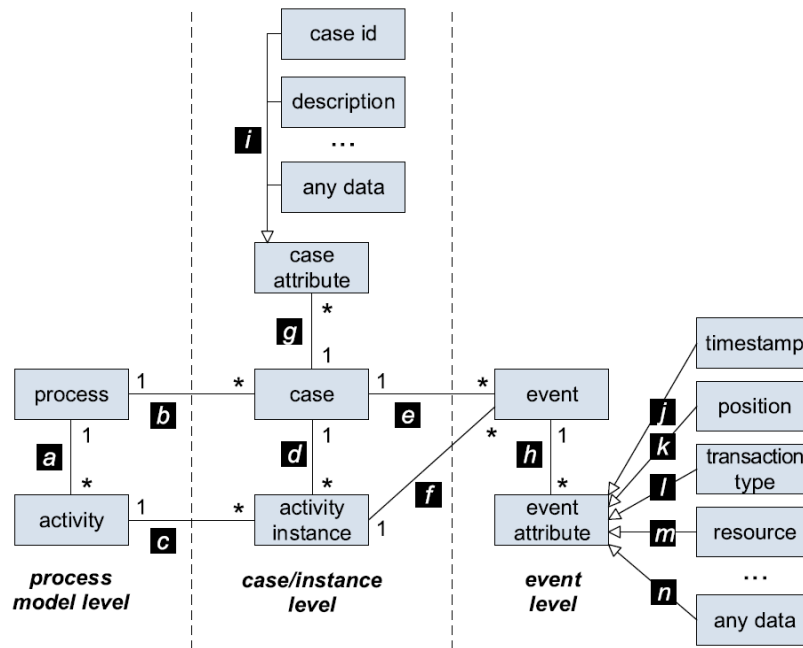 case id
description
...
i
any data
case
attribute
g
*
1
process
1
b
*
case
1
e
*
event
a
1
*
d
1
*
f
*
1
h
1
*
activity
1
c
*
activity
instance
event
attribute
timestamp
j
position
k
transaction
type
l
resource
m
...
any data
n
process
model level
case/instance
level
event
level